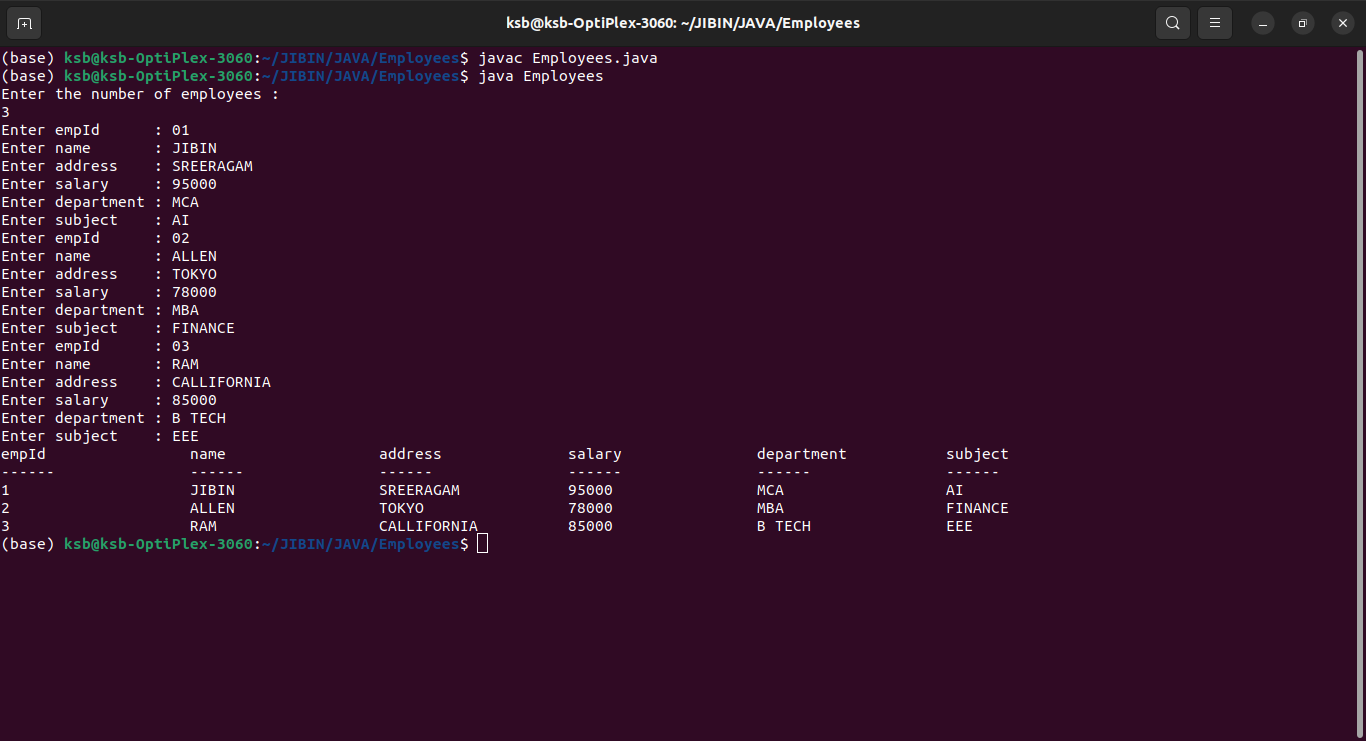 ksb@ksb-OptiPlex-3060: ~/JIBIN/JAVA/Employees
(base) ksb@ksb-OptiPlex-3060:~/JIBIN/JAVA/Employees$ javac Employees.java
(base) ksb@ksb-OptiPlex-3060:~/JIBIN/JAVA/Employees$ java Employees
Enter the number of employees :
3
Enter empId      : 01
Enter name       : JIBIN
Enter address    : SREERAGAM
Enter salary     : 95000
Enter department : MCA
Enter subject    : AI
Enter empId      : 02
Enter name       : ALLEN
Enter address    : TOKYO
Enter salary     : 78000
Enter department : MBA
Enter subject    : FINANCE
Enter empId      : 03
Enter name       : RAM
Enter address    : CALLIFORNIA
Enter salary     : 85000
Enter department : B TECH
Enter subject    : EEE
empId                name                 address              salary               department           subject
------               ------               ------               ------               ------               ------
1                    JIBIN                SREERAGAM            95000                MCA                  AI
2                    ALLEN                TOKYO                78000                MBA                  FINANCE
3                    RAM                  CALLIFORNIA          85000                B TECH               EEE
(base) ksb@ksb-OptiPlex-3060:~/JIBIN/JAVA/Employees$